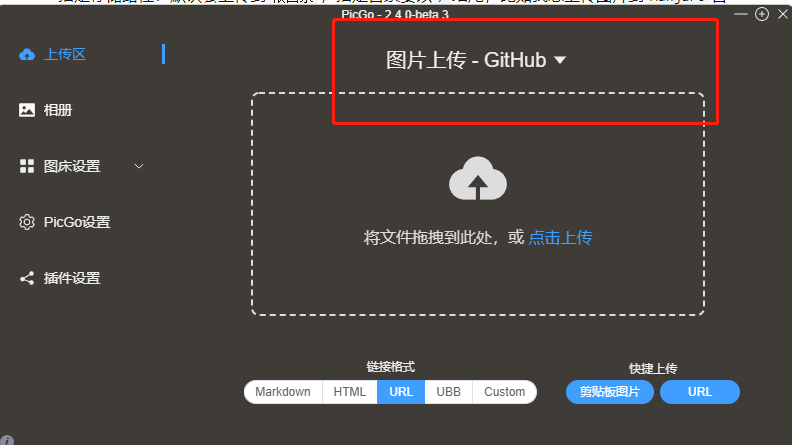 PicGo - 2.4.0-beta.3
上传区
相册
图床设置
PicGo设置
插件设置
图片上传 - GitHub
将文件拖拽到此处，或 点击上传
链接格式
Markdown HTML URL UBB Custom
快捷上传
剪贴板图片 URL